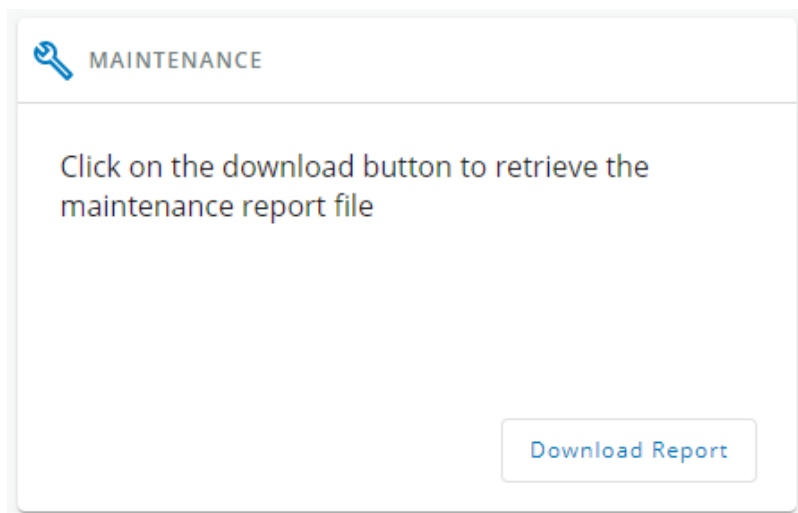 MAINTENANCE
Click on the download button to retrieve the
maintenance report file
Download Report